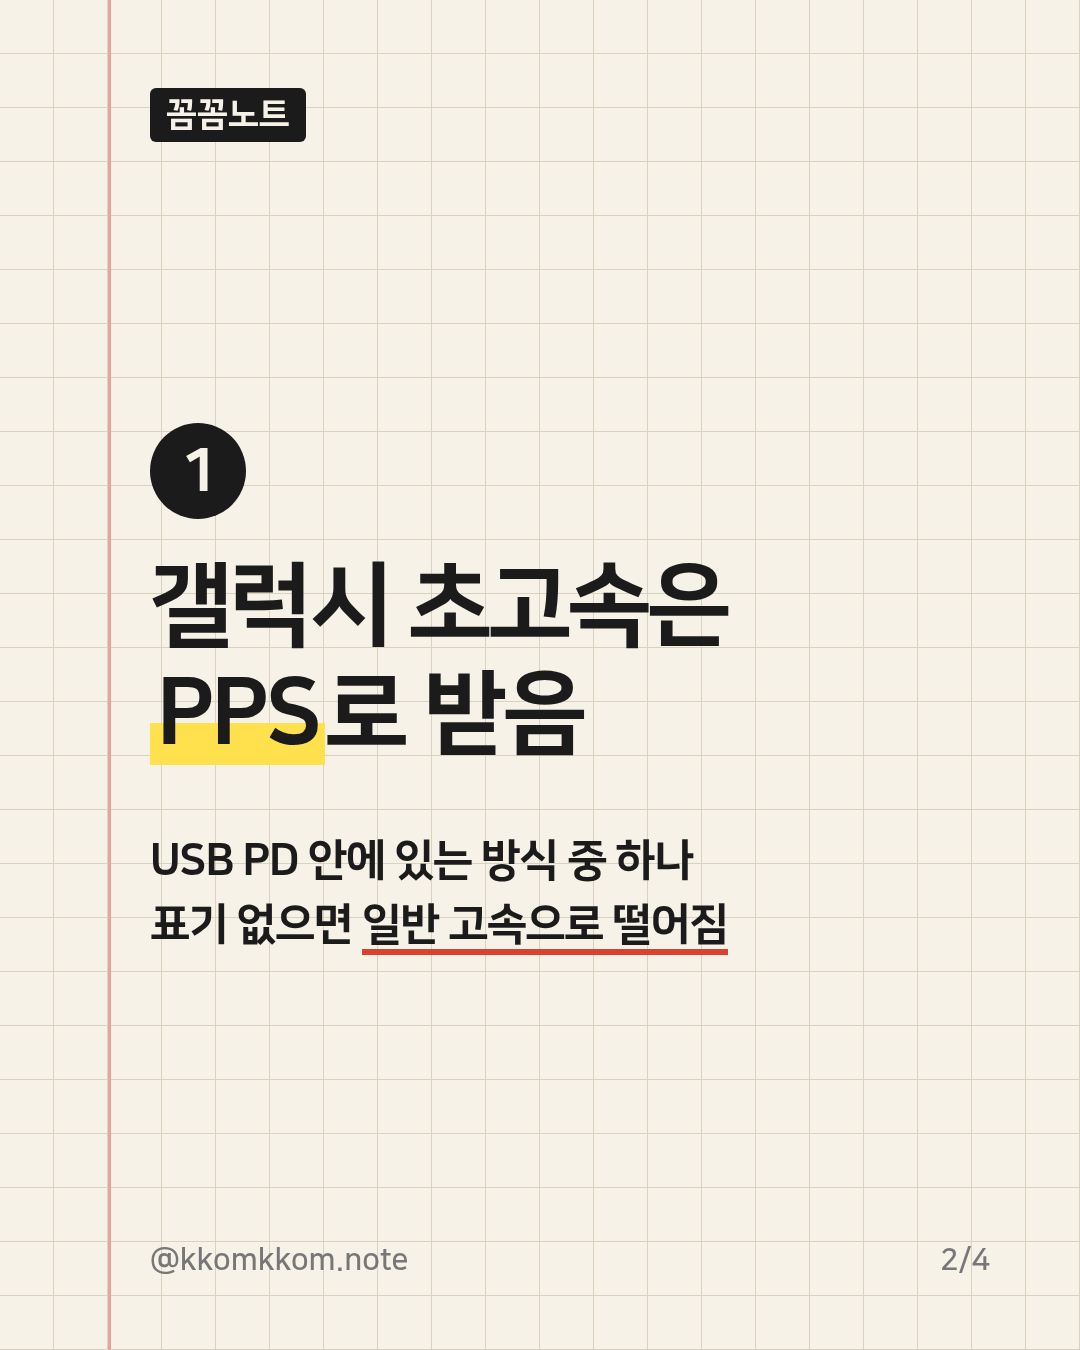 꼼꼼노트
1
갤럭시 초고속은
PPS로 받음
USB PD 안에 있는 방식 중 하나
표기 없으면 일반 고속으로 떨어짐
@kkomkkom.note
2/4